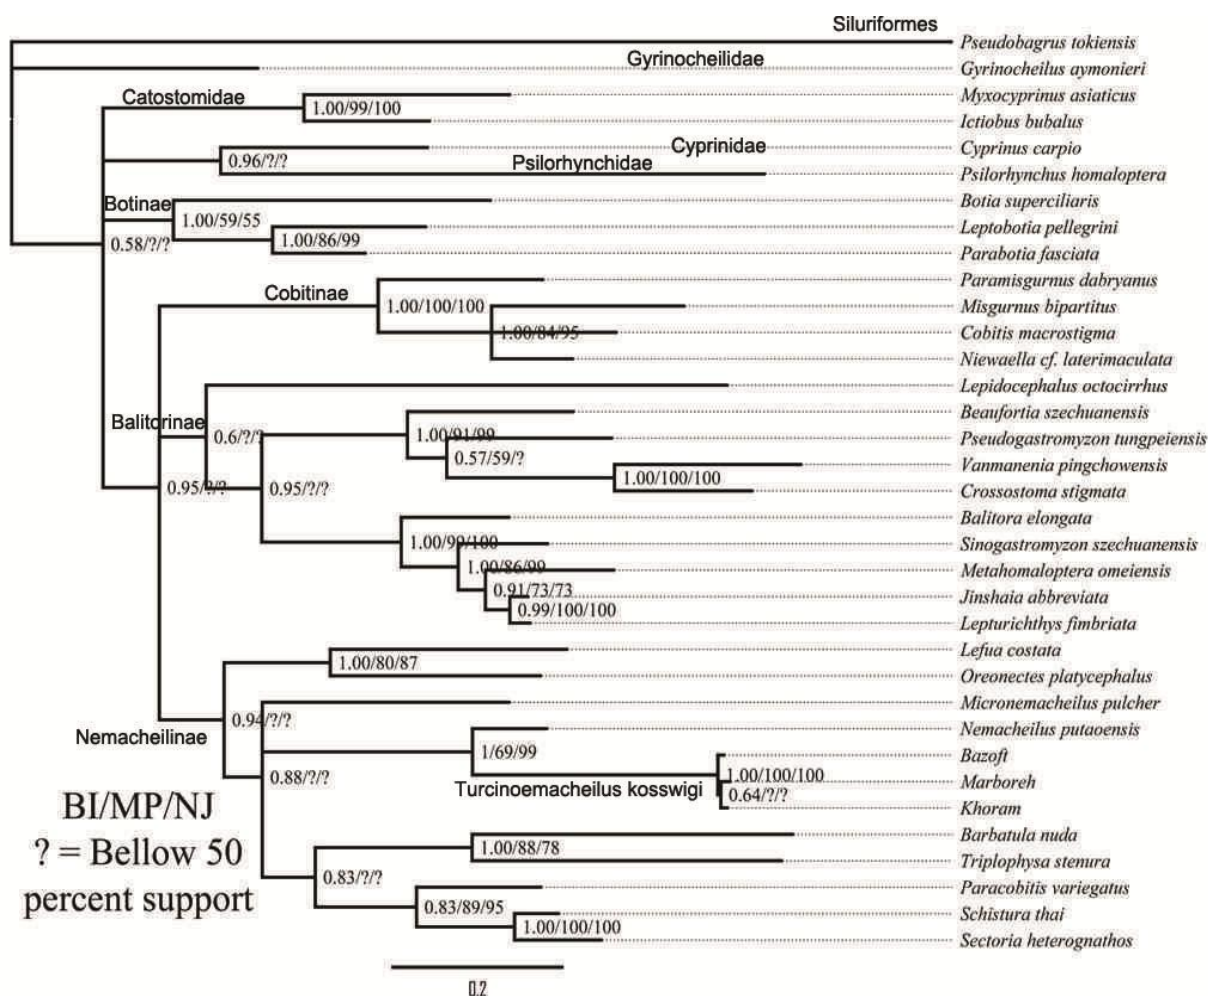 Siluriformes
Pseudobagrus tokiensis
Gyrinocheilidae
Gyrinocheilus aymonieri
Catostomidae
Myxocyprinus asiaticus
1.00/99/100
Ictiobus bubalus
Cyprinidae
Cyprinus carpio
0.96/?/?
Psilorhynchidae
Psilorhynchus homaloptera
Botinae
Botia superciliaris
1.00/59/55
Leptobotia pellegrini
0.58/?/?
1.00/86/99
Parabotia fasciata
Paramisgurnus dabryanus
Cobitinae
1.00/100/100
Misgurnus bipartitus
1.00/84/95
Cobitis macrostigma
Niewaella cf. laterimaculata
Lepidocephalus octocirrhus
Balitorinae
Beaufortia szechuanensis
0.6/?/?
1.00/91/99
Pseudogastromyzon tungpeiensis
0.57/59/?
Vanmanenia pingchowensis
1.00/100/100
0.95/?/?
0.95/?/?
Crossostoma stigmata
Balitora elongata
1.00/99/100
Sinogastromyzon szechuanensis
1.00/86/99
Metahomaloptera omeiensis
0.91/73/73
Jinshaia abbreviata
0.99/100/100
Lepturichthys fimbriata
Lefua costata
1.00/80/87
Oreonectes platycephalus
Micronemacheilus pulcher
0.94/?/?
Nemacheilinae
Nemacheilus putaoensis
1/69/99
Bazoft
0.88/?/?
1.00/100/100
Turcinoemacheilus kosswigi
Marboreh
0.64/?/?
Khoram
BI/MP/NJ
? = Bellow 50
percent support
Barbatula nuda
1.00/88/78
Triplophysa stenura
0.83/?/?
Paracobitis variegatus
0.83/89/95
Schistura thai
1.00/100/100
Sectoria heterognathos
0.2